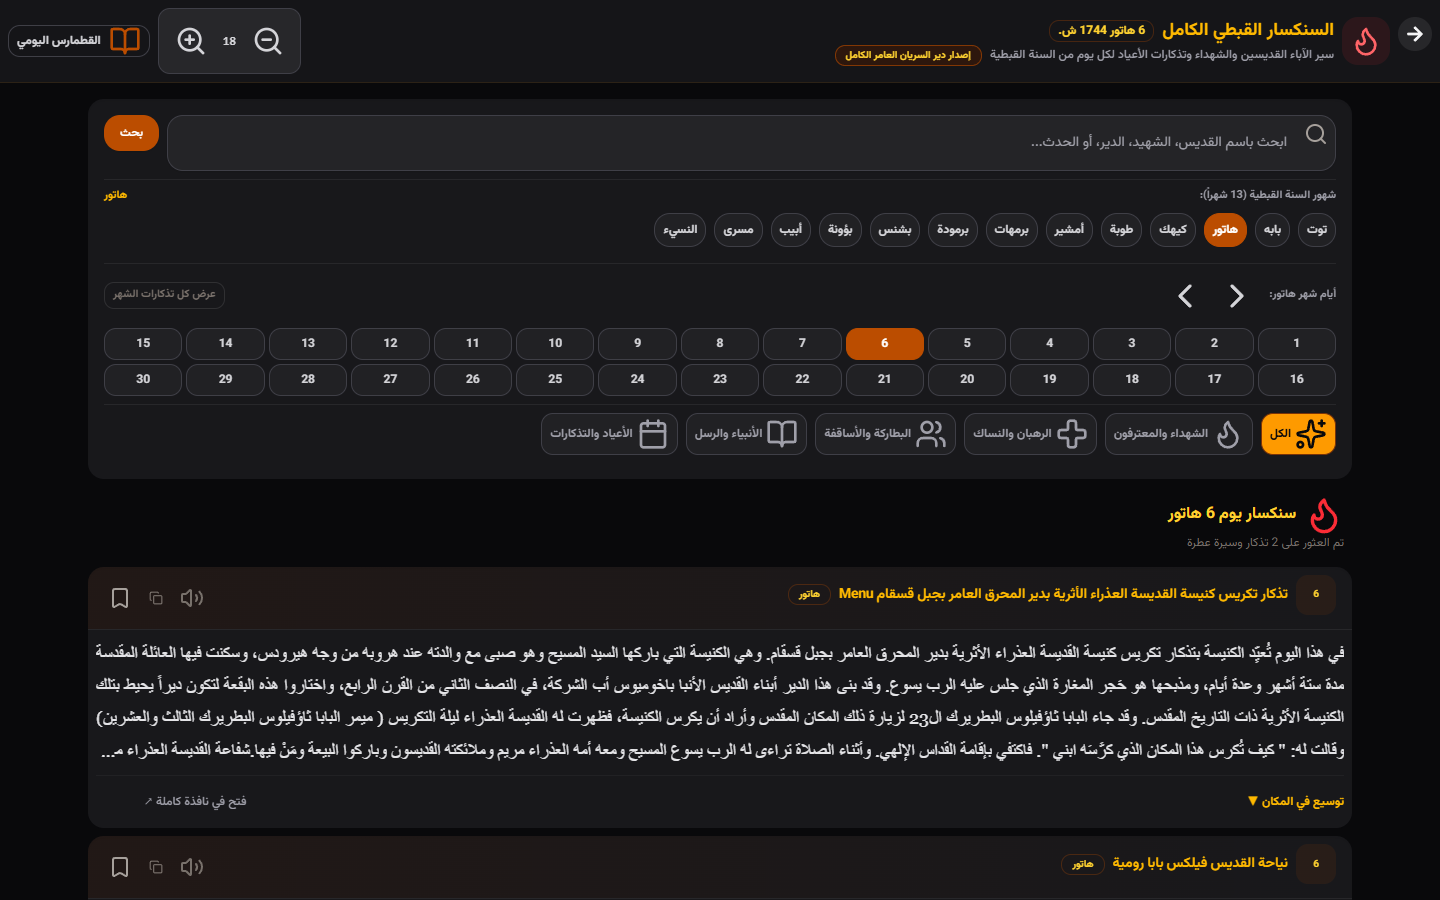 السنكسار القبطي الكامل 6 هاتور 1744 ش.
سير الآباء القديسين والشهداء وتذكارات الأعياد لكل يوم من السنة القبطية إصدار دير السريان العامر الكامل
18
القطمارس اليومي
ابحث باسم القديس، الشهيد، الدير، أو الحدث...
بحث
شهور السنة القبطية (13 شهراً):
هاتور
توت بابه هاتور كيهك طوبة أمشير برمهات برمودة بشنس بؤونة أبيب مسرى النسيء
أيام شهر هاتور:
عرض كل تذكارات الشهر
1 2 3 4 5 6 7 8 9 10 11 12 13 14 15
16 17 18 19 20 21 22 23 24 25 26 27 28 29 30
الكل الشهداء والمعترفون الرهبان والنساك البطاركة والأساقفة الأنبياء والرسل الأعياد والتذكارات
سنكسار يوم 6 هاتور
تم العثور على 2 تذكار وسيرة عطرة
6 تذكار تكريس كنيسة القديسة العذراء الأثرية بدير المحرق العامر بجبل قسقام Menu هاتور
في هذا اليوم تُعيِّد الكنيسة بتذكار تكريس كنيسة القديسة العذراء الأثرية بدير المحرق العامر بجبل قسقام. وهي الكنيسة التي باركها السيد المسيح وهو صبى مع والدته عند هروبه من وجه هيرودس، وسكنت فيها العائلة المقدسة
مدة ستة أشهر وعدة أيام، ومذبحها هو حَجر المغارة الذي جلس عليه الرب يسوع. وقد بنى هذا الدير أبناء القديس الأنبا باخوميوس أب الشركة، في النصف الثاني من القرن الرابع، واختاروا هذه البقعة لتكون ديراً يحيط بتلك
الكنيسة الأثرية ذات التاريخ المقدس. وقد جاء البابا ثاؤفيلوس البطريرك ال23 لزيارة ذلك المكان المقدس وأراد أن يكرس الكنيسة، فظهرت له القديسة العذراء ليلة التكريس ( ميمر البابا ثاؤفيلوس البطريرك الثالث والعشرين)
وقالت له: " كيف تُكرس هذا المكان الذي كرَّسَه ابني ". فاكتفي بإقامة القداس الإلهي. وأثناء الصلاة تراءى له الرب يسوع المسيح ومعه أمه العذراء مريم وملائكته القديسون وباركوا البيعة ومَنْ فيها.شفاعة القديسة العذراء مـ...
توسيع في المكان ▼
فتح في نافذة كاملة ↗
6 نياحة القديس فيلكس بابا رومية هاتور